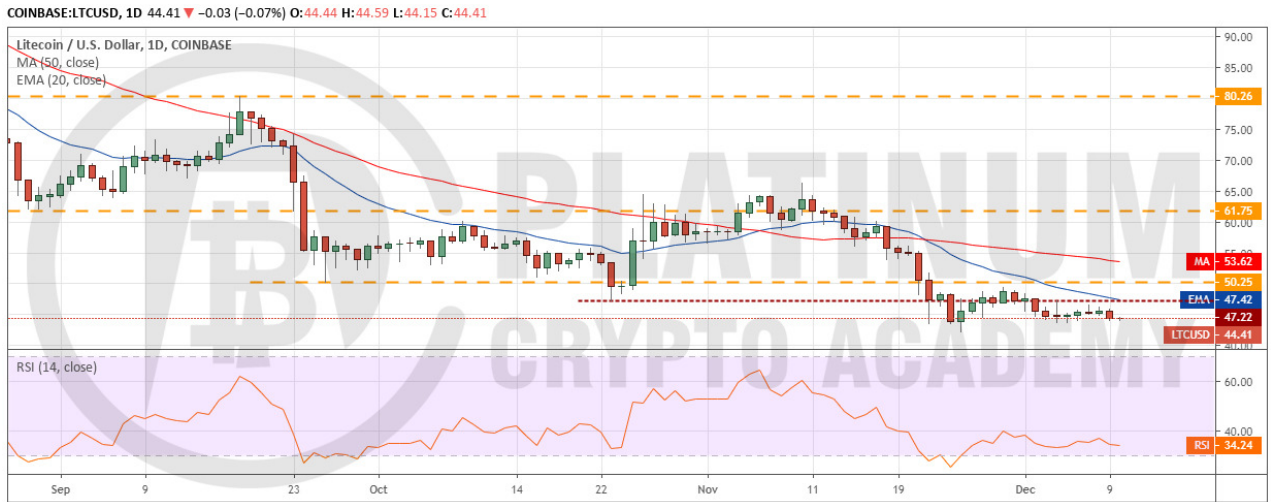 COINBASE:LTCUSD, 1D 44.41 ▼ −0.03 (−0.07%) O:44.44 H:44.59 L:44.15 C:44.41
Litecoin / U.S. Dollar, 1D, COINBASE
MA (50, close)
EMA (20, close)
90.00
85.00
80.26
75.00
70.00
65.00
61.75
60.00
55.00
MA 53.62
50.25
EMA 47.42
47.22
LTCUSD 44.41
40.00
PLATINUM
CRYPTO ACADEMY
RSI (14, close)
60.00
40.00
RSI 34.24
Sep 9 23 Oct 14 22 Nov 11 19 Dec 9